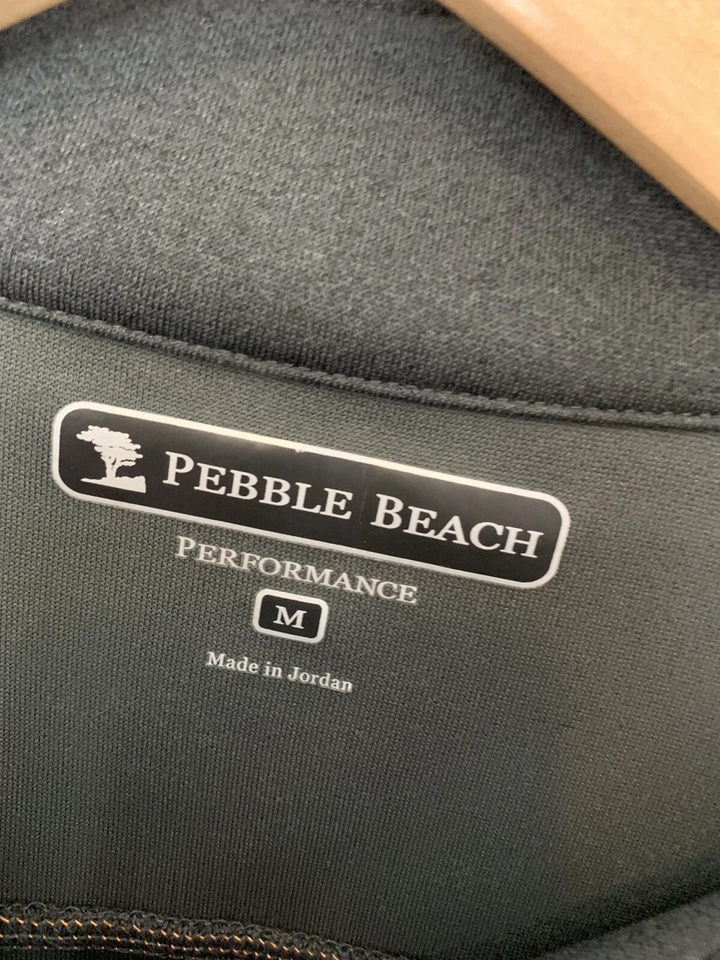 PEBBLE BEACH
PERFORMANCE
M
Made in Jordan